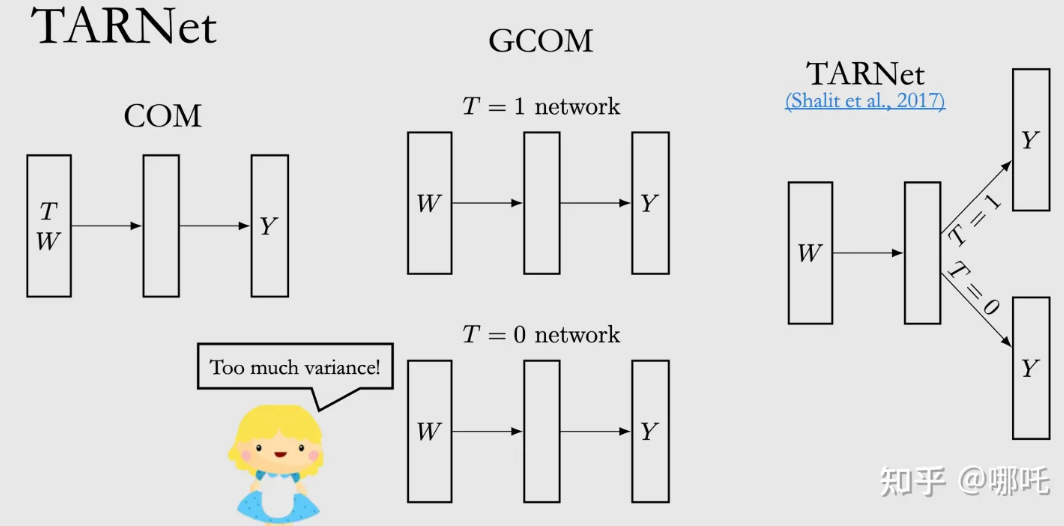 TARNet
COM
T
W
Y
GCOM
T = 1 network
W
Y
T = 0 network
W
Y
Too much variance!
TARNet
(Shalit et al., 2017)
W
T = 1
T = 0
Y
Y
知乎 @哪吒